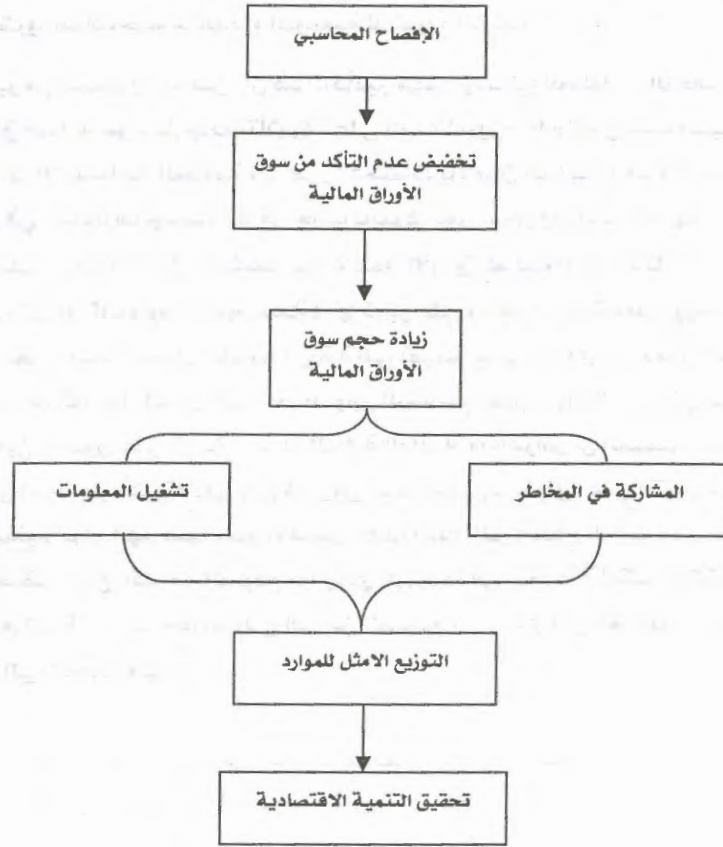 الإفصاح المحاسبي
تخفيض عدم التأكد من سوق
الأوراق المالية
زيادة حجم سوق
الأوراق المالية
المشاركة في المخاطر
تشغيل المعلومات
التوزيع الامثل للموارد
تحقيق التنمية الاقتصادية